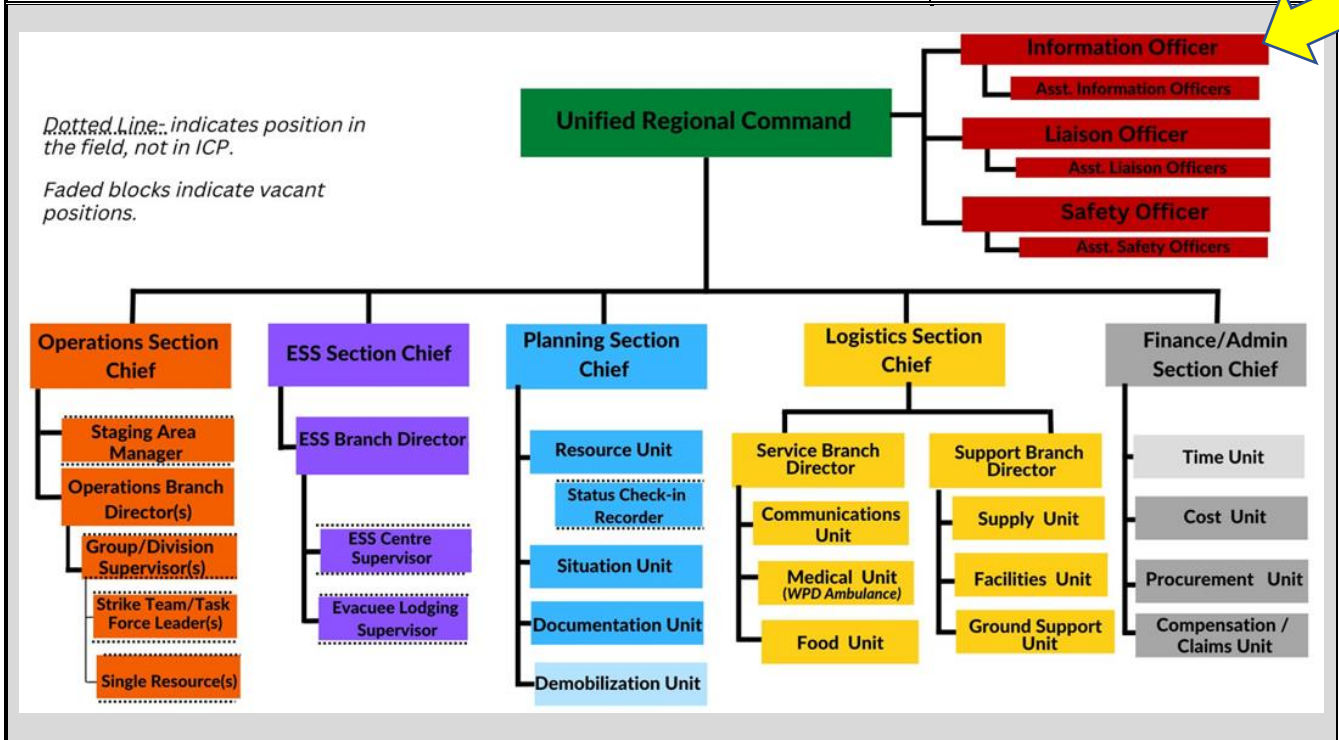 Dotted Line- indicates position in
the field, not in ICP.
Faded blocks indicate vacant
positions.
Unified Regional Command
Information Officer
Asst. Information Officers
Liaison Officer
Asst. Liaison Officers
Safety Officer
Asst. Safety Officers
Operations Section
Chief
Staging Area
Manager
Operations Branch
Director(s)
Group/Division
Supervisor(s)
Strike Team/Task
Force Leader(s)
Single Resource(s)
ESS Section Chief
ESS Branch Director
ESS Centre
Supervisor
Evacuee Lodging
Supervisor
Planning Section
Chief
Resource Unit
Status Check-in
Recorder
Situation Unit
Documentation Unit
Demobilization Unit
Logistics Section
Chief
Service Branch
Director
Communications
Unit
Medical Unit
(WPD Ambulance)
Food Unit
Support Branch
Director
Supply Unit
Facilities Unit
Ground Support
Unit
Finance/Admin
Section Chief
Time Unit
Cost Unit
Procurement Unit
Compensation /
Claims Unit